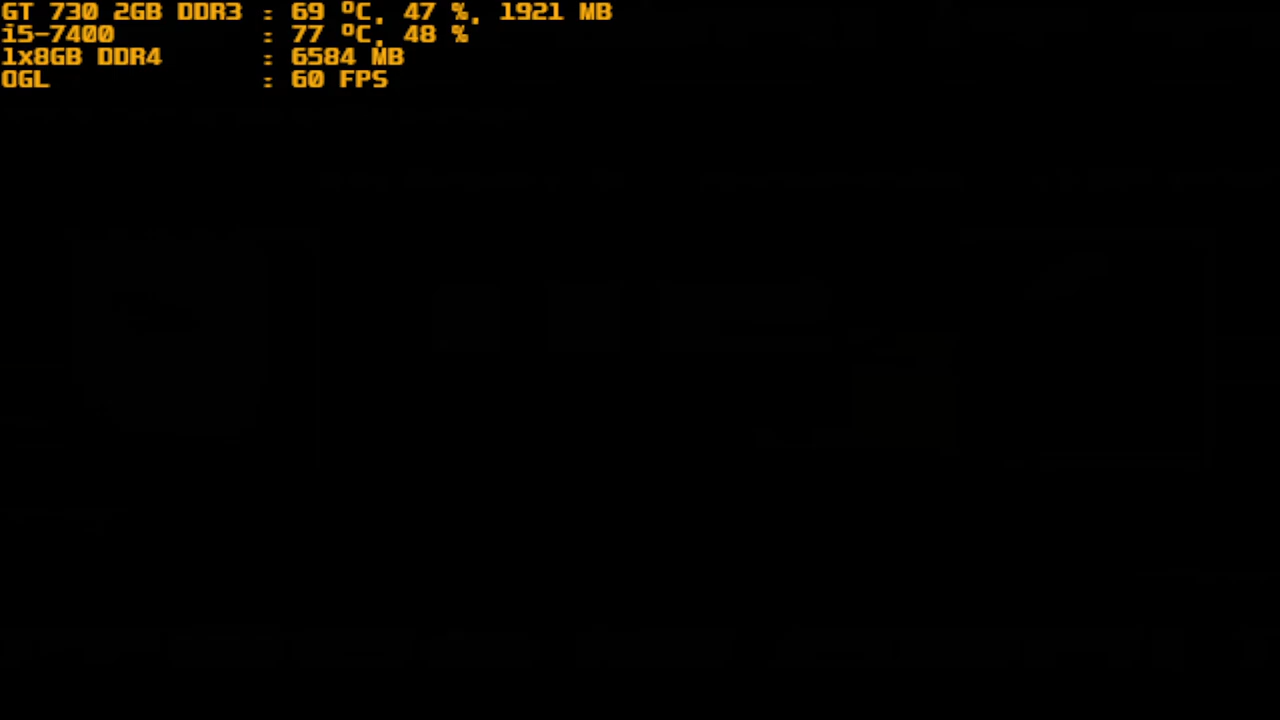 GT 730 2GB DDR3 : 69 ºC, 47 %, 1921 MB
i5-7400 : 77 ºC, 48 %
1x8GB DDR4 : 6584 MB
OGL : 60 FPS